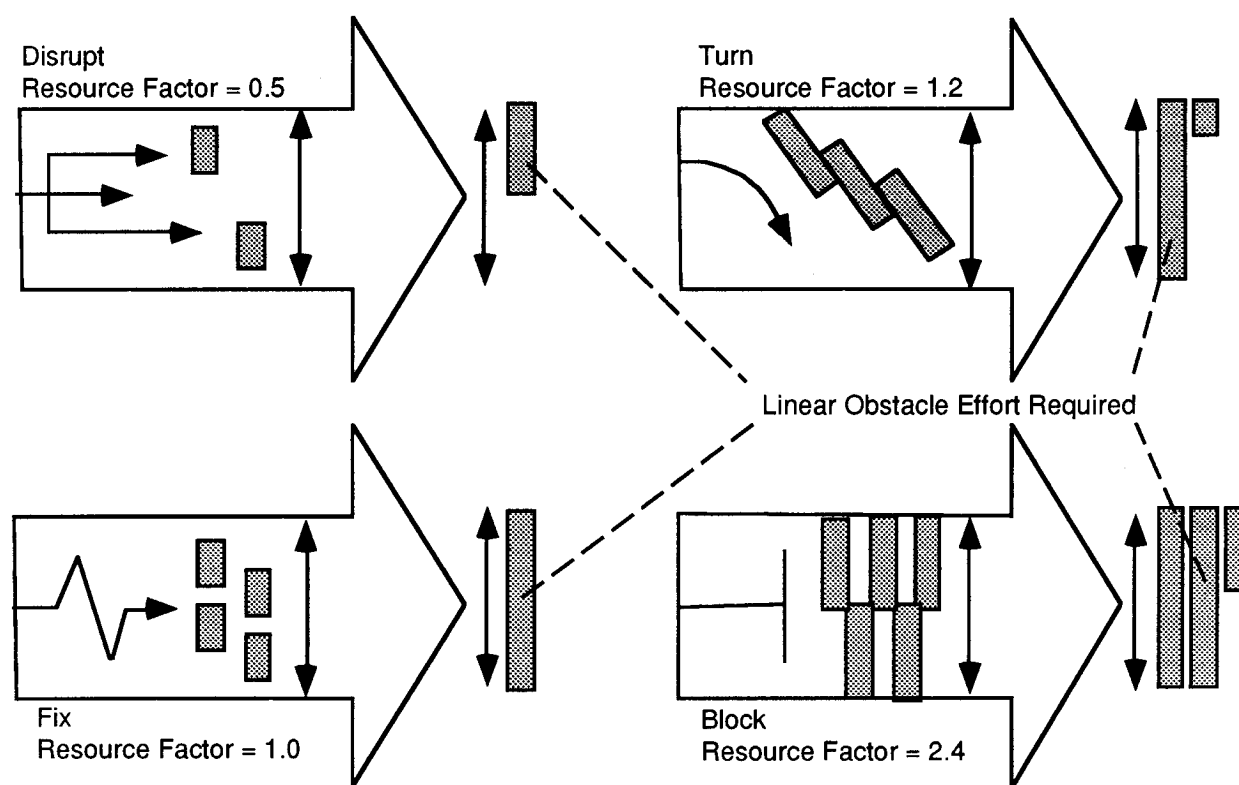 Disrupt
Resource Factor = 0.5
Turn
Resource Factor = 1.2
Linear Obstacle Effort Required
Fix
Resource Factor = 1.0
Block
Resource Factor = 2.4